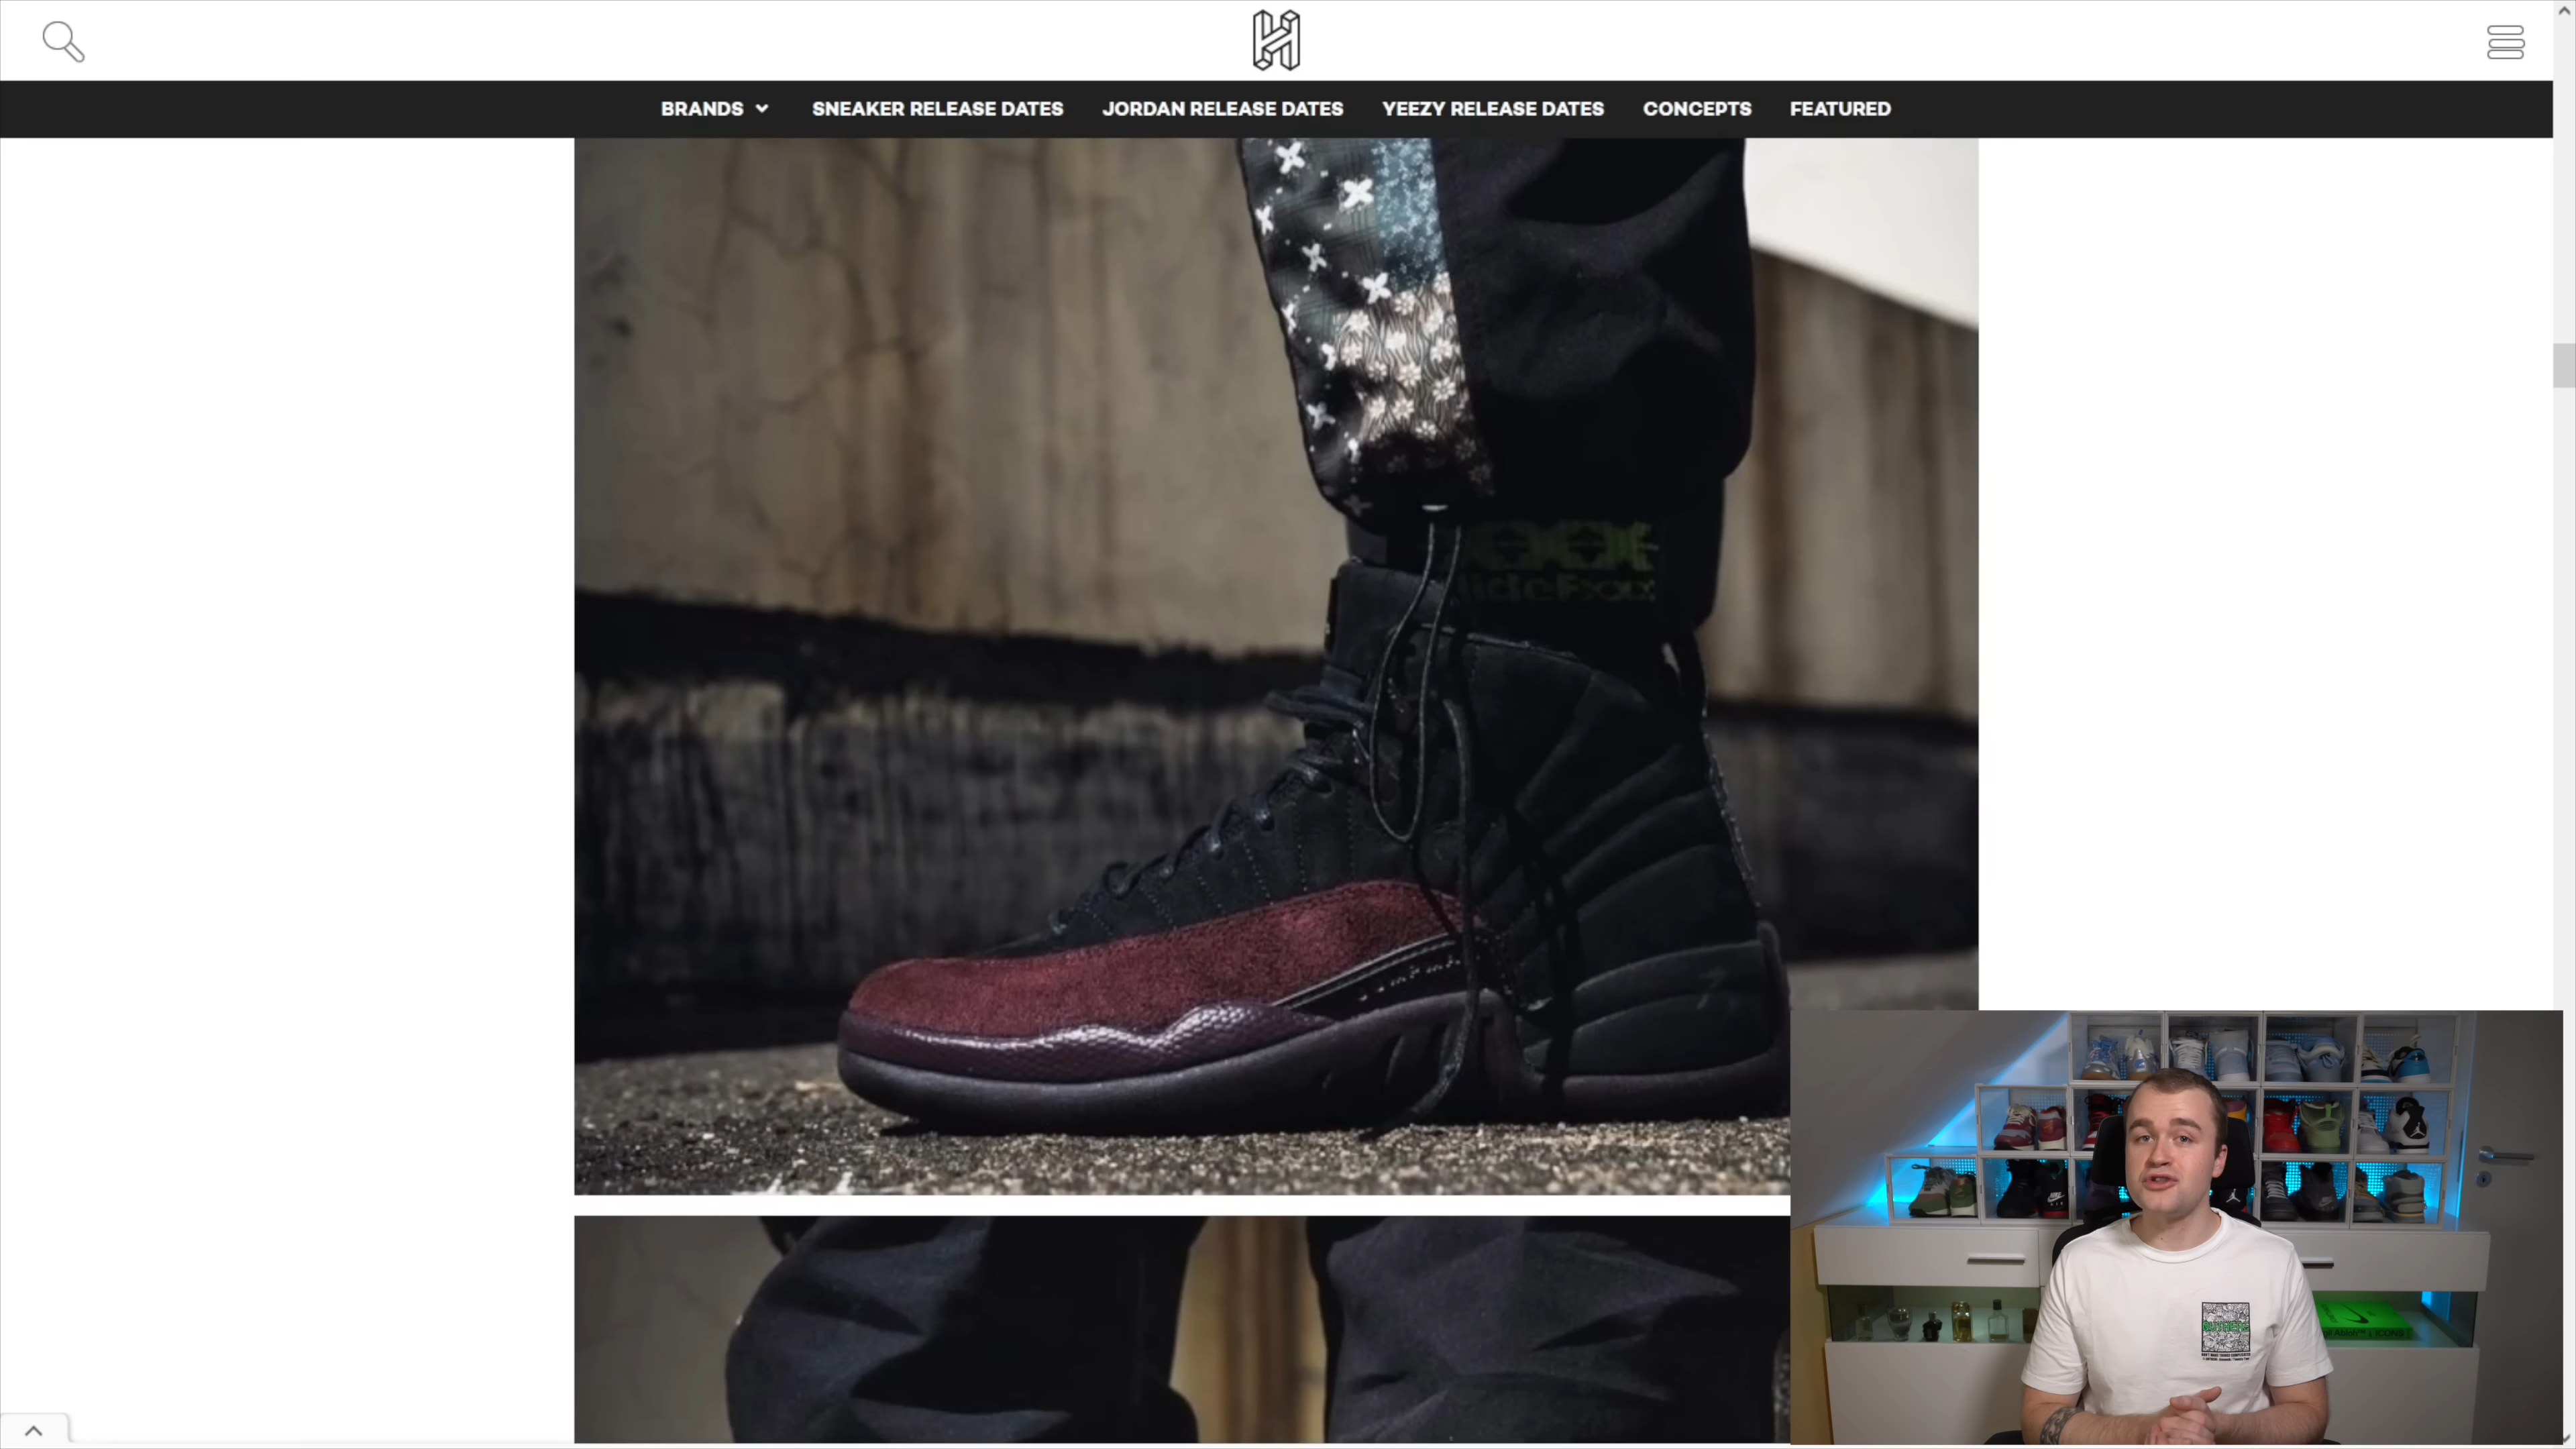 BRANDS
SNEAKER RELEASE DATES
JORDAN RELEASE DATES
YEEZY RELEASE DATES
CONCEPTS
FEATURED